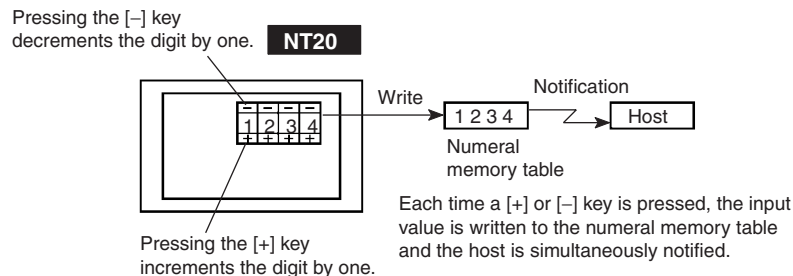 Pressing the [–] key
decrements the digit by one.
NT20
– – – –
1 2 3 4
+ + + +
Write
1 2 3 4
Notification
Host
Numeral
memory table
Each time a [+] or [–] key is pressed, the input
value is written to the numeral memory table
and the host is simultaneously notified.
Pressing the [+] key
increments the digit by one.